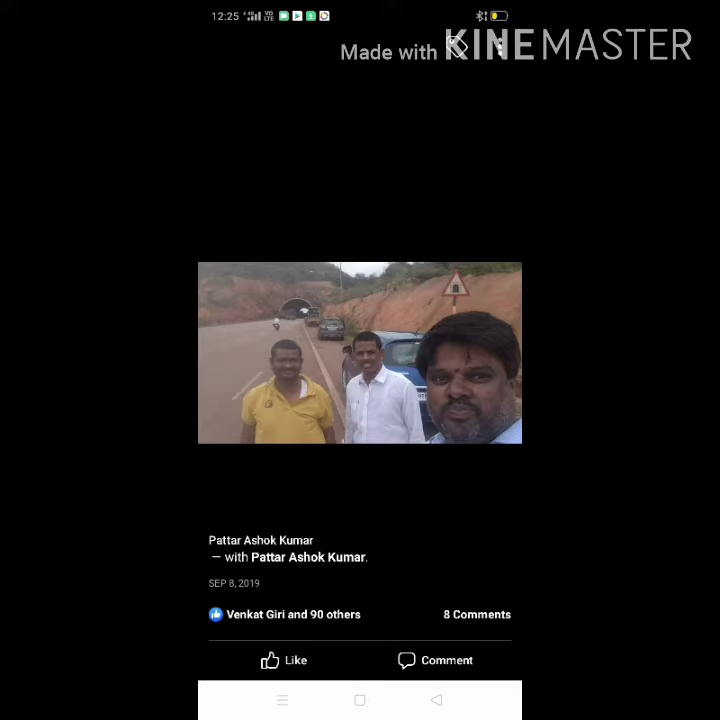 12:25
Made with KINEMASTER
Pattar Ashok Kumar
— with Pattar Ashok Kumar.
SEP 8, 2019
Venkat Giri and 90 others
8 Comments
Like
Comment